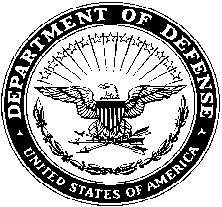 DEPARTMENT OF DEFENSE
UNITED STATES OF AMERICA